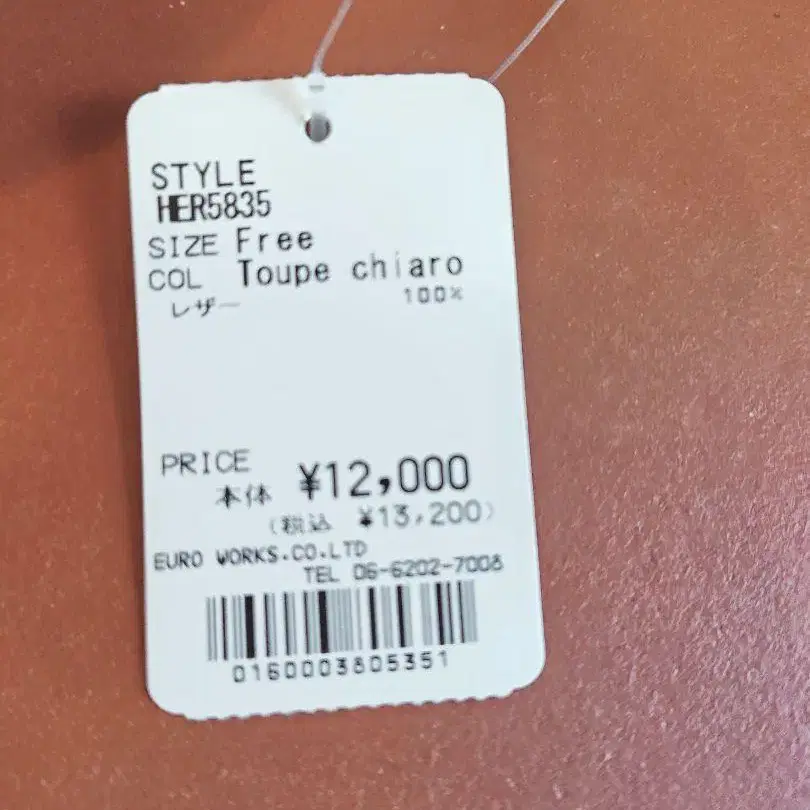 STYLE
HER5835
SIZE Free
COL Toupe chiaro
レザー 100%
PRICE
本体 ¥12,000
(税込 ¥13,200)
EURO WORKS.CO.LTD
TEL 06-6202-7008
0160003805351